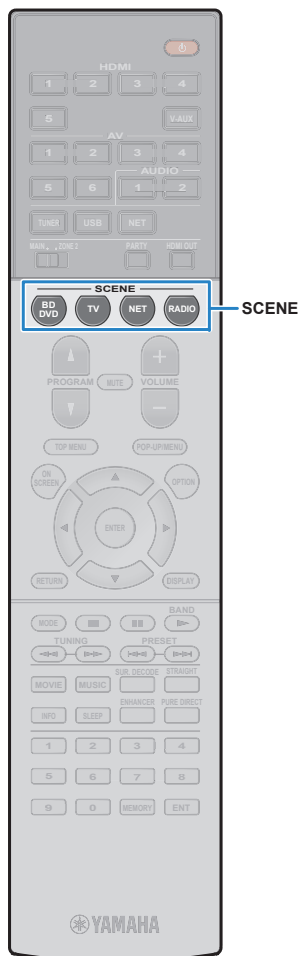 HDMI
1 2 3 4
5 V-AUX
AV
1 2 3 4
AUDIO
5 6 1 2
TUNER USB NET
MAIN ZONE 2 PARTY HDMI OUT
SCENE
BD DVD TV NET RADIO
SCENE
PROGRAM MUTE VOLUME
TOP MENU POP-UP/MENU
ON SCREEN OPTION
ENTER
RETURN DISPLAY
BAND
MODE
TUNING PRESET
MOVIE MUSIC SUR. DECODE STRAIGHT
ENHANCER PURE DIRECT
INFO SLEEP
1 2 3 4
5 6 7 8
9 0 MEMORY ENT
YAMAHA